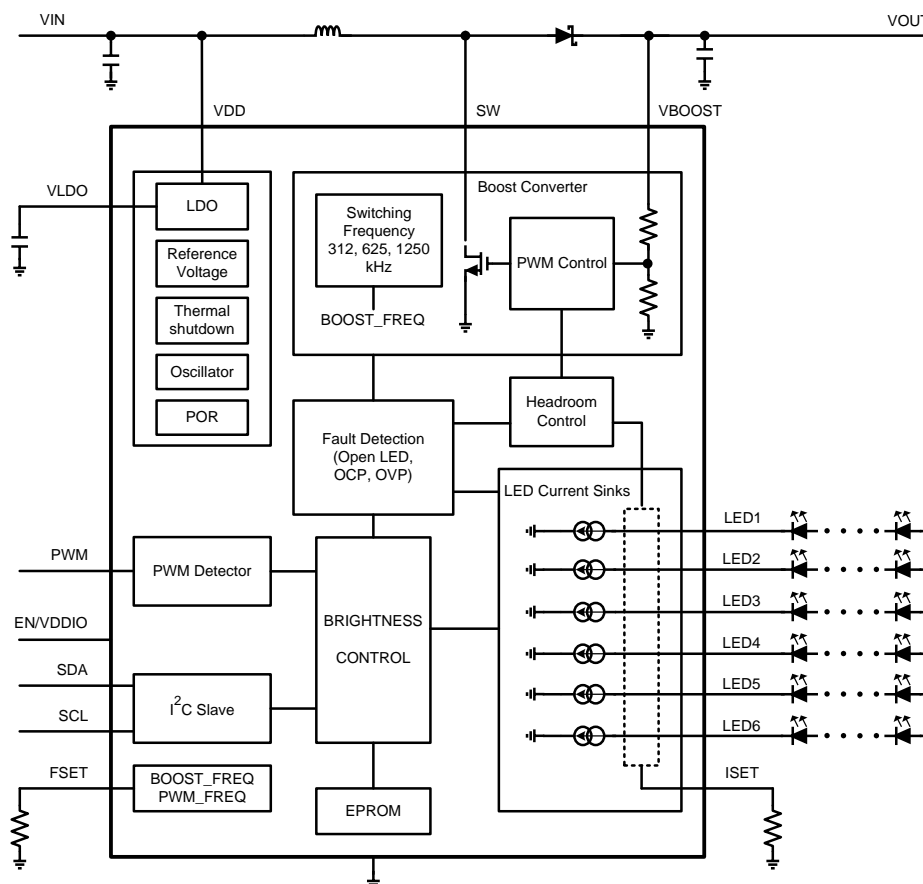 VIN
VOUT
VDD
SW
VBOOST
VLDO
LDO
Reference
Voltage
Thermal
shutdown
Oscillator
POR
Boost Converter
Switching
Frequency
312, 625, 1250
kHz
BOOST_FREQ
PWM Control
Headroom
Control
Fault Detection
(Open LED,
OCP, OVP)
LED Current Sinks
LED1
LED2
LED3
LED4
LED5
LED6
PWM
PWM Detector
EN/VDDIO
BRIGHTNESS
CONTROL
SDA
SCL
I2C Slave
FSET
BOOST_FREQ
PWM_FREQ
EPROM
ISET